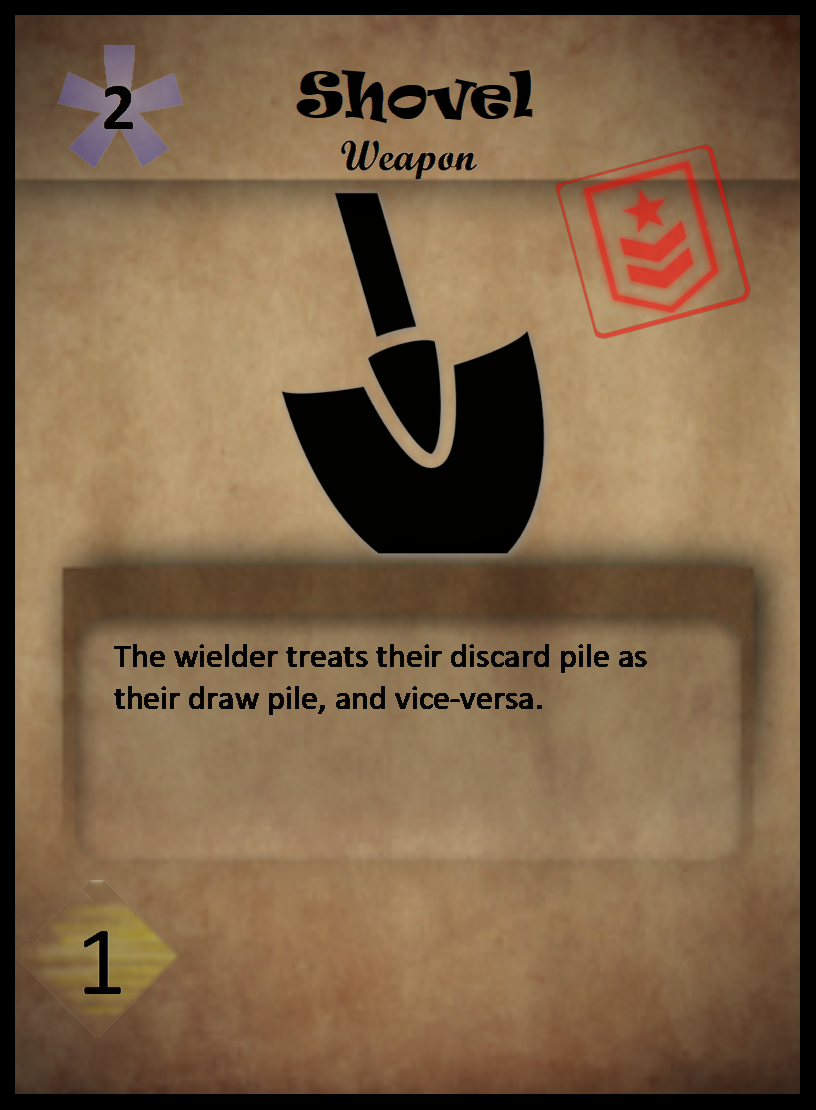 2
Shovel
Weapon
The wielder treats their discard pile as
their draw pile, and vice-versa.
1